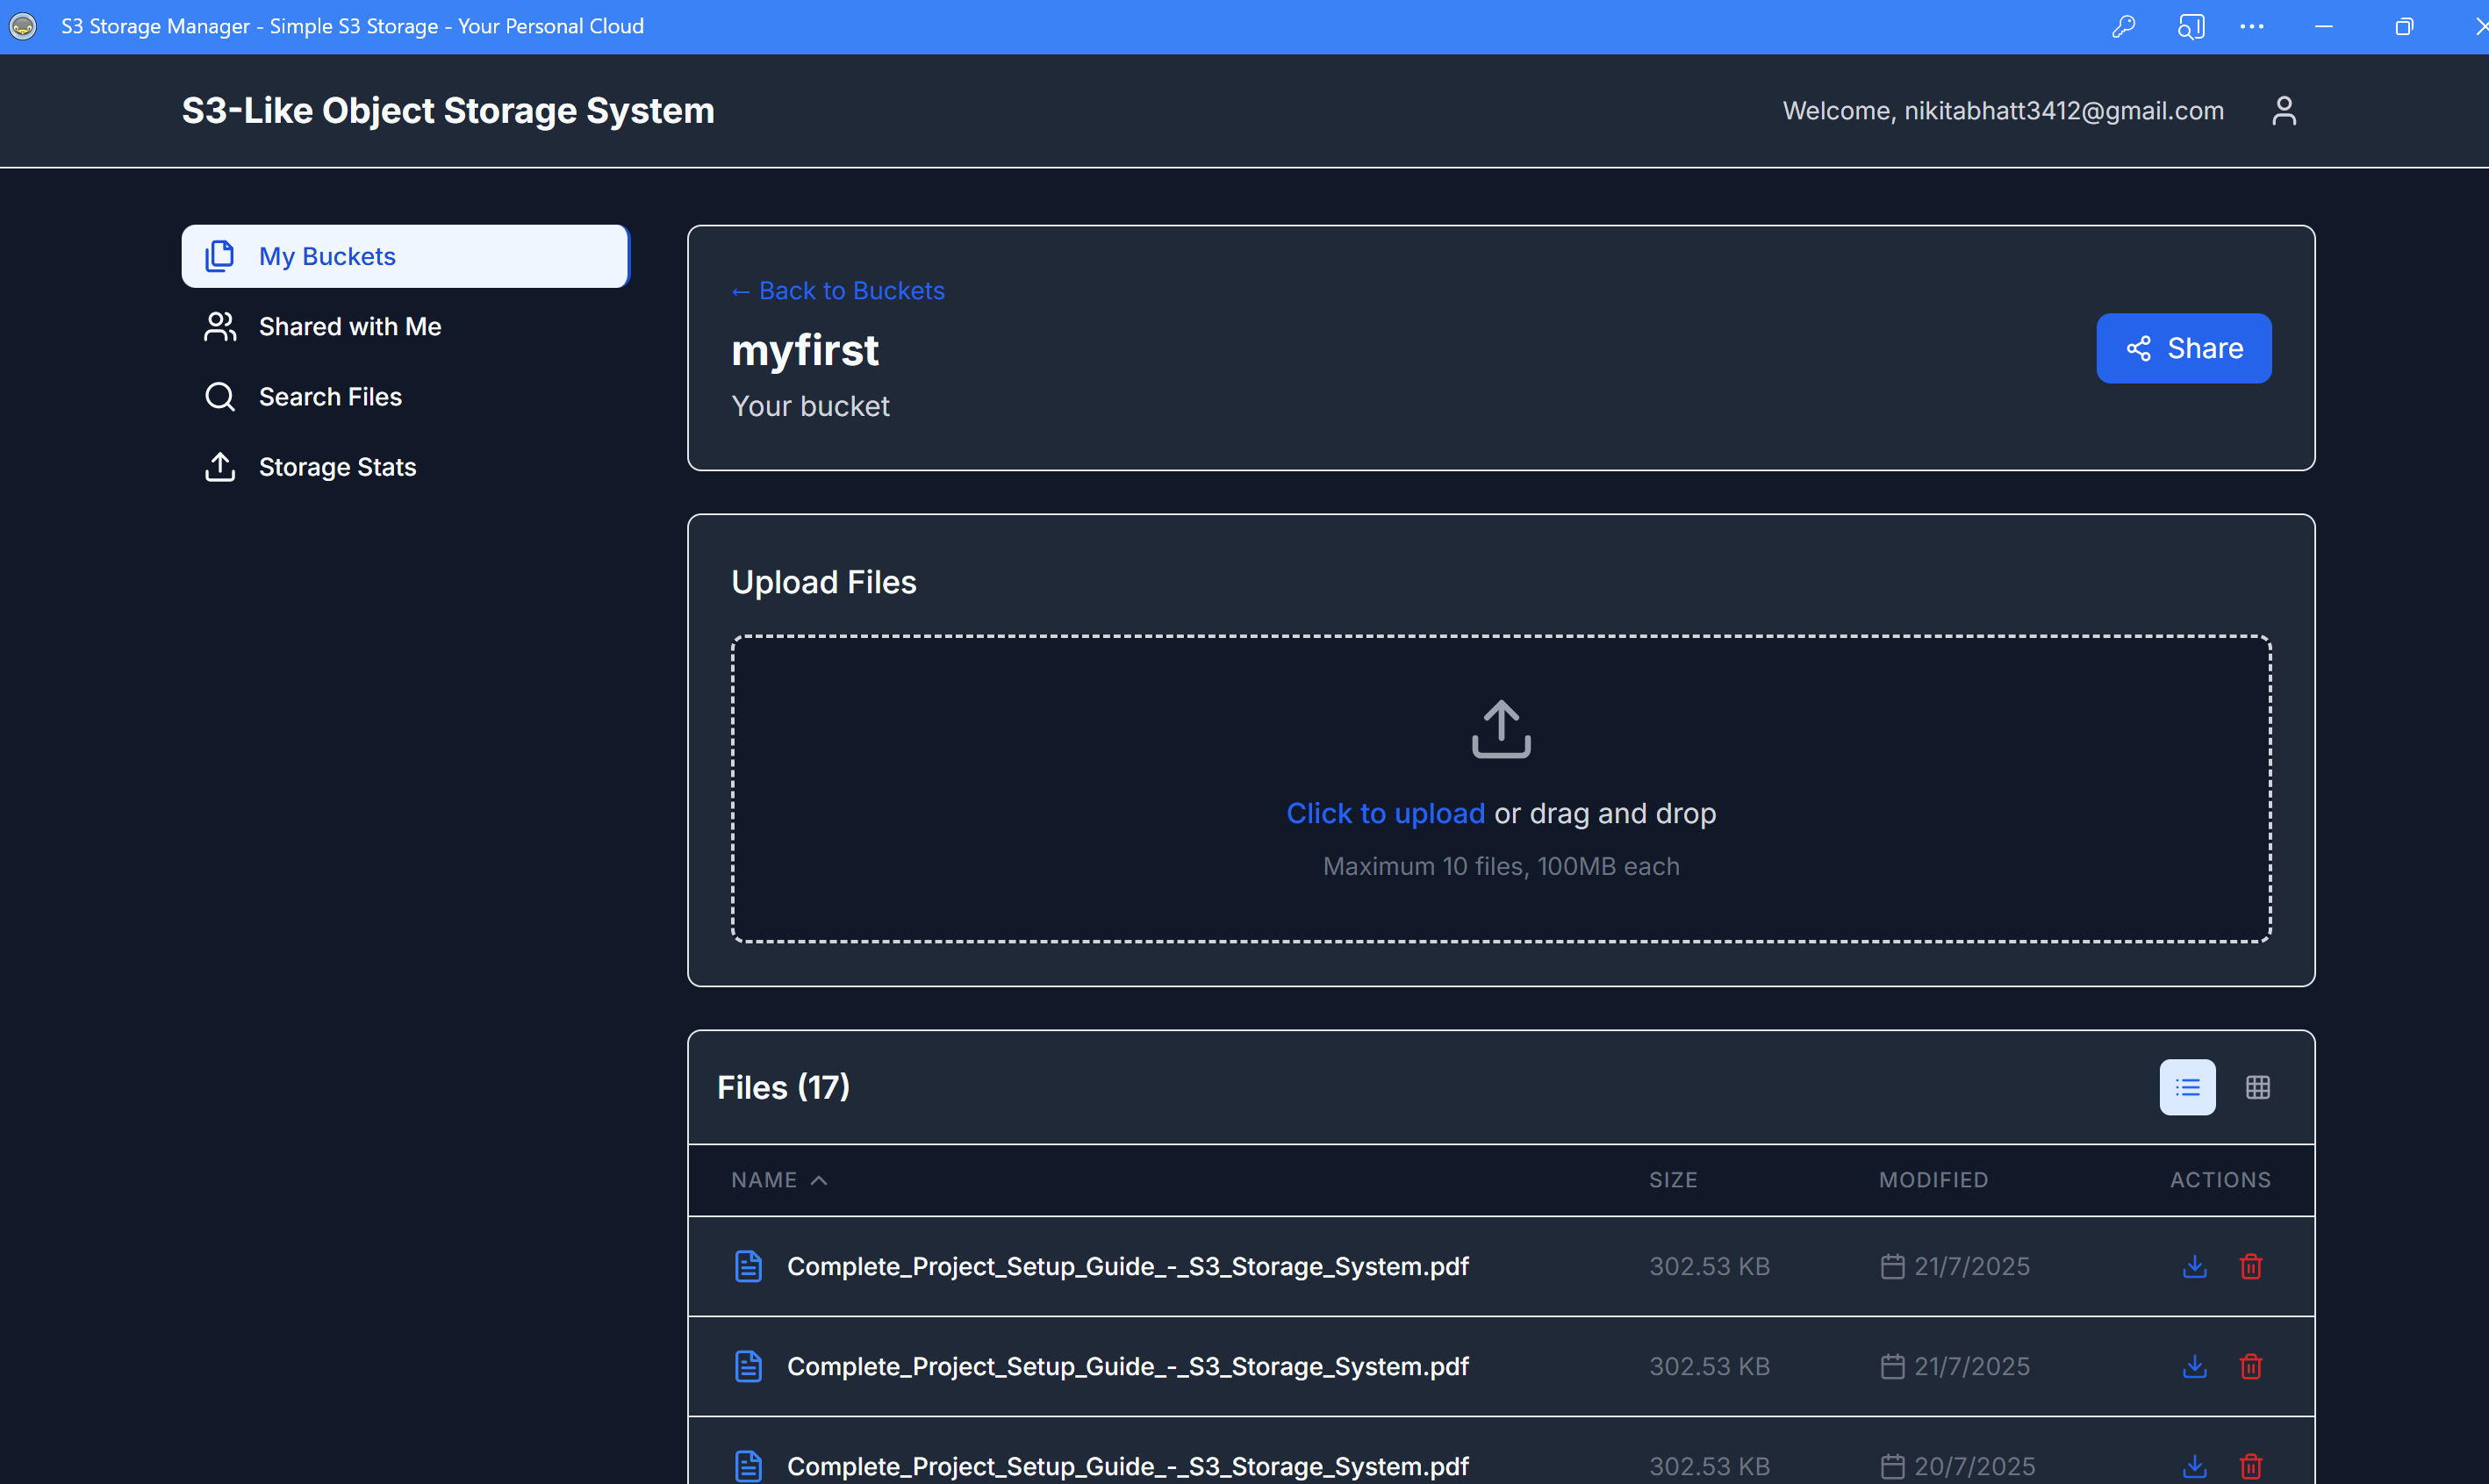 S3 Storage Manager - Simple S3 Storage - Your Personal Cloud
S3-Like Object Storage System
Welcome, nikitabhatt3412@gmail.com
My Buckets
Shared with Me
Search Files
Storage Stats
← Back to Buckets
myfirst
Your bucket
Share
Upload Files
Click to upload or drag and drop
Maximum 10 files, 100MB each
Files (17)
NAME SIZE MODIFIED ACTIONS
Complete_Project_Setup_Guide_-_S3_Storage_System.pdf 302.53 KB 21/7/2025
Complete_Project_Setup_Guide_-_S3_Storage_System.pdf 302.53 KB 21/7/2025
Complete_Project_Setup_Guide_-_S3_Storage_System.pdf 302.53 KB 20/7/2025